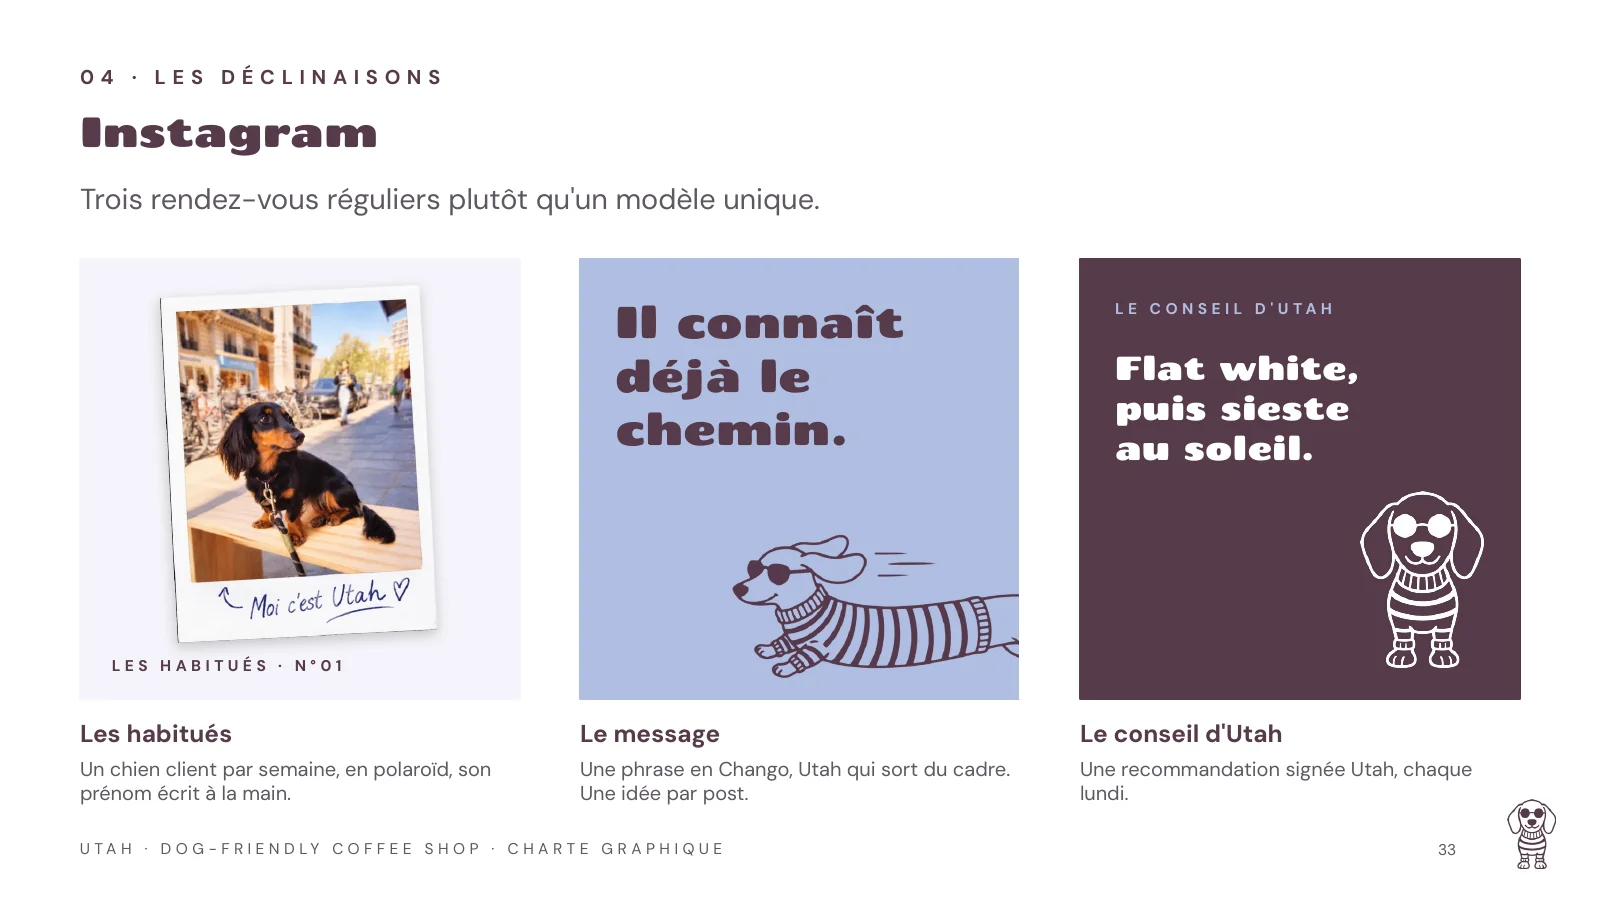 04 · LES DÉCLINAISONS
Instagram
Trois rendez-vous réguliers plutôt qu'un modèle unique.
Moi c'est Utah
LES HABITUÉS · N°01
Il connaît
déjà le
chemin.
LE CONSEIL D'UTAH
Flat white,
puis sieste
au soleil.
Les habitués
Un chien client par semaine, en polaroïd, son
prénom écrit à la main.
Le message
Une phrase en Chango, Utah qui sort du cadre.
Une idée par post.
Le conseil d'Utah
Une recommandation signée Utah, chaque
lundi.
UTAH · DOG-FRIENDLY COFFEE SHOP · CHARTE GRAPHIQUE
33